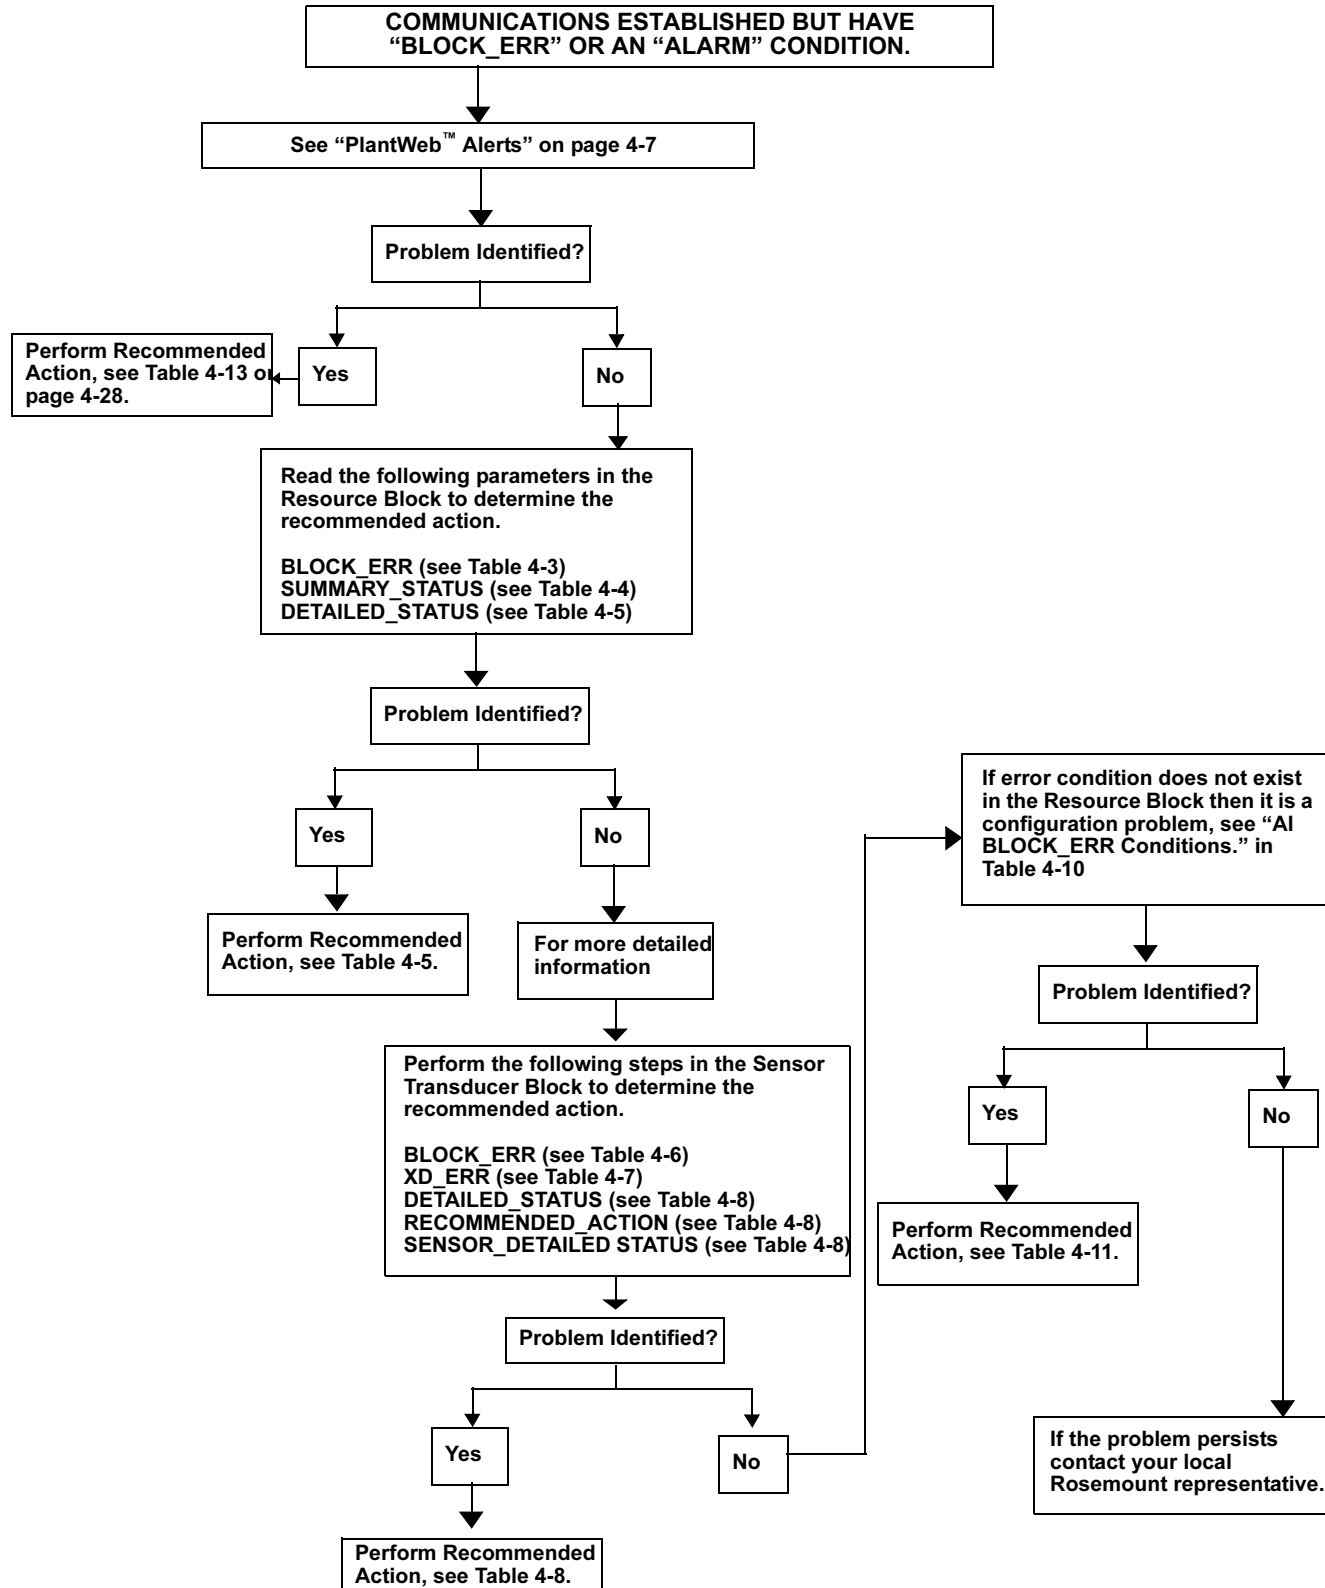 COMMUNICATIONS ESTABLISHED BUT HAVE
“BLOCK_ERR” OR AN “ALARM” CONDITION.
See “PlantWeb™ Alerts” on page 4-7
Problem Identified?
Perform Recommended
Action, see Table 4-13 or
page 4-28.
Yes
No
Read the following parameters in the
Resource Block to determine the
recommended action.
BLOCK_ERR (see Table 4-3)
SUMMARY_STATUS (see Table 4-4)
DETAILED_STATUS (see Table 4-5)
Problem Identified?
Yes
No
Perform Recommended
Action, see Table 4-5.
For more detailed
information
Perform the following steps in the Sensor
Transducer Block to determine the
recommended action.
BLOCK_ERR (see Table 4-6)
XD_ERR (see Table 4-7)
DETAILED_STATUS (see Table 4-8)
RECOMMENDED_ACTION (see Table 4-8)
SENSOR_DETAILED STATUS (see Table 4-8)
Problem Identified?
Yes
No
Perform Recommended
Action, see Table 4-8.
If error condition does not exist
in the Resource Block then it is a
configuration problem, see “AI
BLOCK_ERR Conditions.” in
Table 4-10
Problem Identified?
Yes
No
Perform Recommended
Action, see Table 4-11.
If the problem persists
contact your local
Rosemount representative.